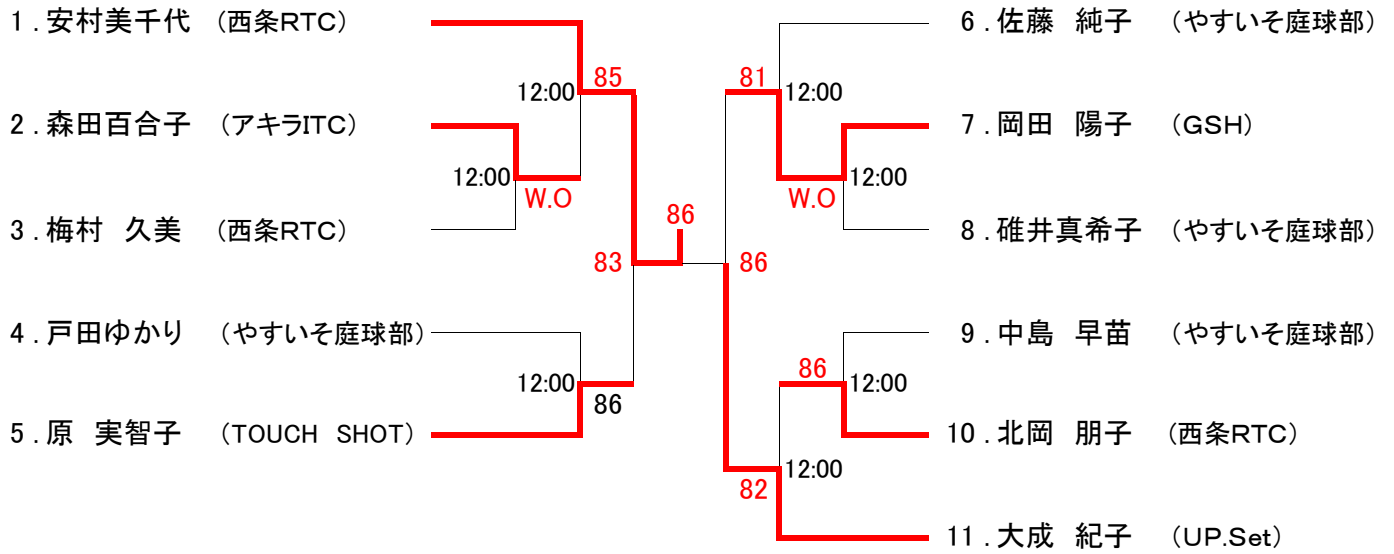 1．安村美千代　（西条RTC）
85
12:00
2．森田百合子　（アキラITC）
12:00
W.O
3．梅村　久美　（西条RTC）
83
86
4．戸田ゆかり　（やすいそ庭球部）
12:00
86
5．原　実智子　（TOUCH　SHOT）
6．佐藤　純子　（やすいそ庭球部）
81
12:00
7．岡田　陽子　（GSH）
12:00
W.O
8．碓井真希子　（やすいそ庭球部）
86
9．中島　早苗　（やすいそ庭球部）
86
12:00
10．北岡　朋子　（西条RTC）
12:00
82
11．大成　紀子　（UP.Set）